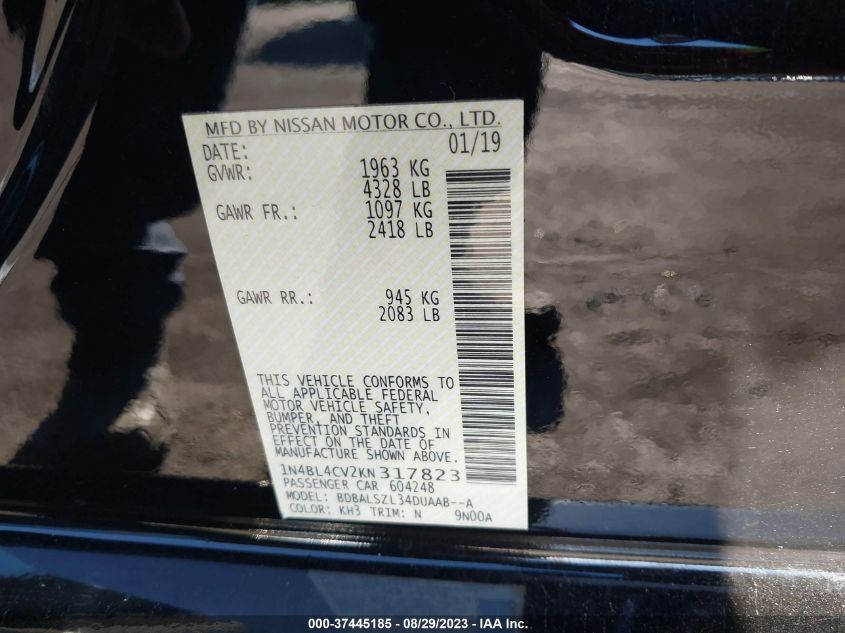 MFD BY NISSAN MOTOR CO., LTD.
DATE: 01/19
GVWR: 1963 KG
4328 LB
GAWR FR.: 1097 KG
2418 LB
GAWR RR.: 945 KG
2083 LB
THIS VEHICLE CONFORMS TO
ALL APPLICABLE FEDERAL
MOTOR VEHICLE SAFETY,
BUMPER, AND THEFT
PREVENTION STANDARDS IN
EFFECT ON THE DATE OF
MANUFACTURE SHOWN ABOVE.
1N4BL4CV2KN317823
PASSENGER CAR 604248
MODEL: BDBALSZL34DUAAB--A
COLOR: KH3 TRIM: N 9N00A
000-37445185 - 08/29/2023 - IAA Inc.